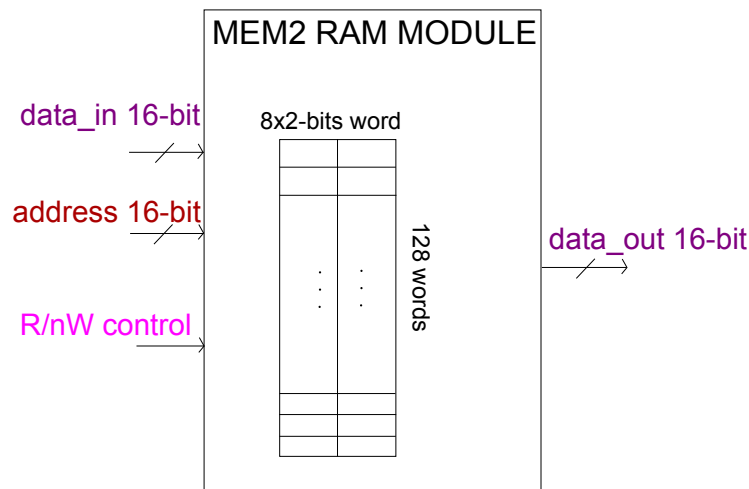 MEM2 RAM MODULE
data_in 16-bit
8x2-bits word
address 16-bit
128 words
data_out 16-bit
R/nW control